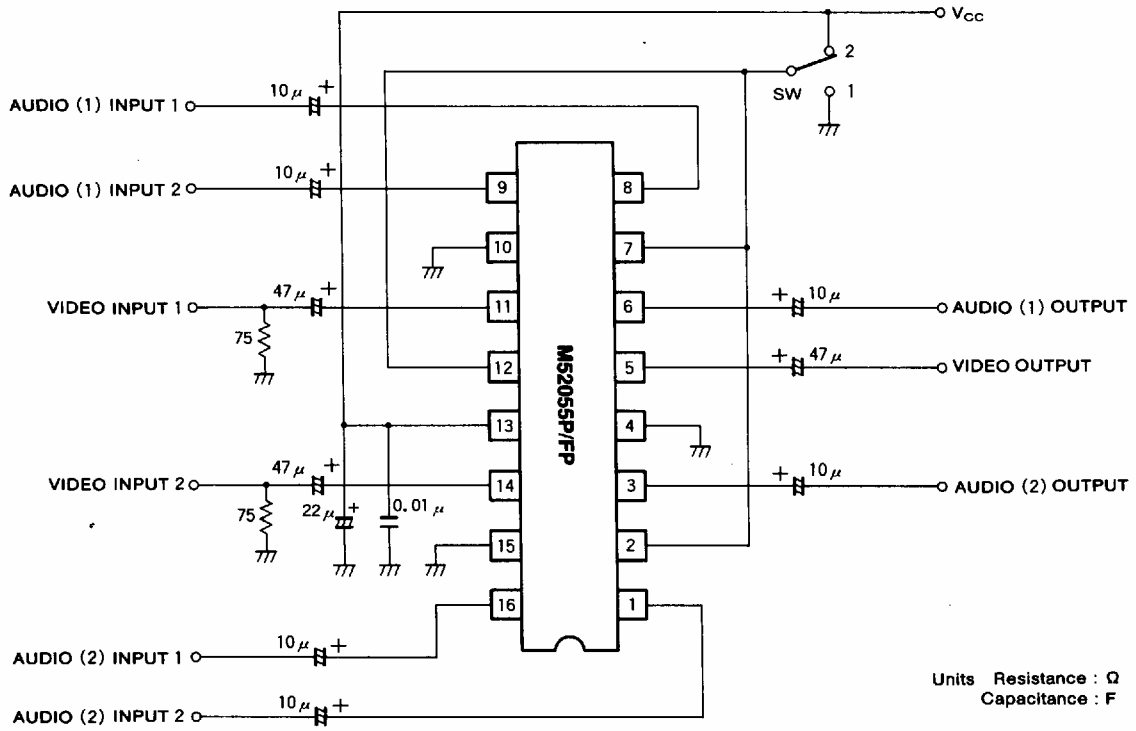 VCC
2
SW
1
10μ +
AUDIO (1) INPUT 1
10μ +
AUDIO (1) INPUT 2
9
8
10
7
47μ +
VIDEO INPUT 1
75
11
6
+ 10μ
AUDIO (1) OUTPUT
12
5
+ 47μ
VIDEO OUTPUT
M52055P/FP
13
4
47μ +
VIDEO INPUT 2
75
22μ +
0.01μ
14
3
+ 10μ
AUDIO (2) OUTPUT
15
2
16
1
10μ +
AUDIO (2) INPUT 1
10μ +
AUDIO (2) INPUT 2
Units Resistance : Ω
Capacitance : F